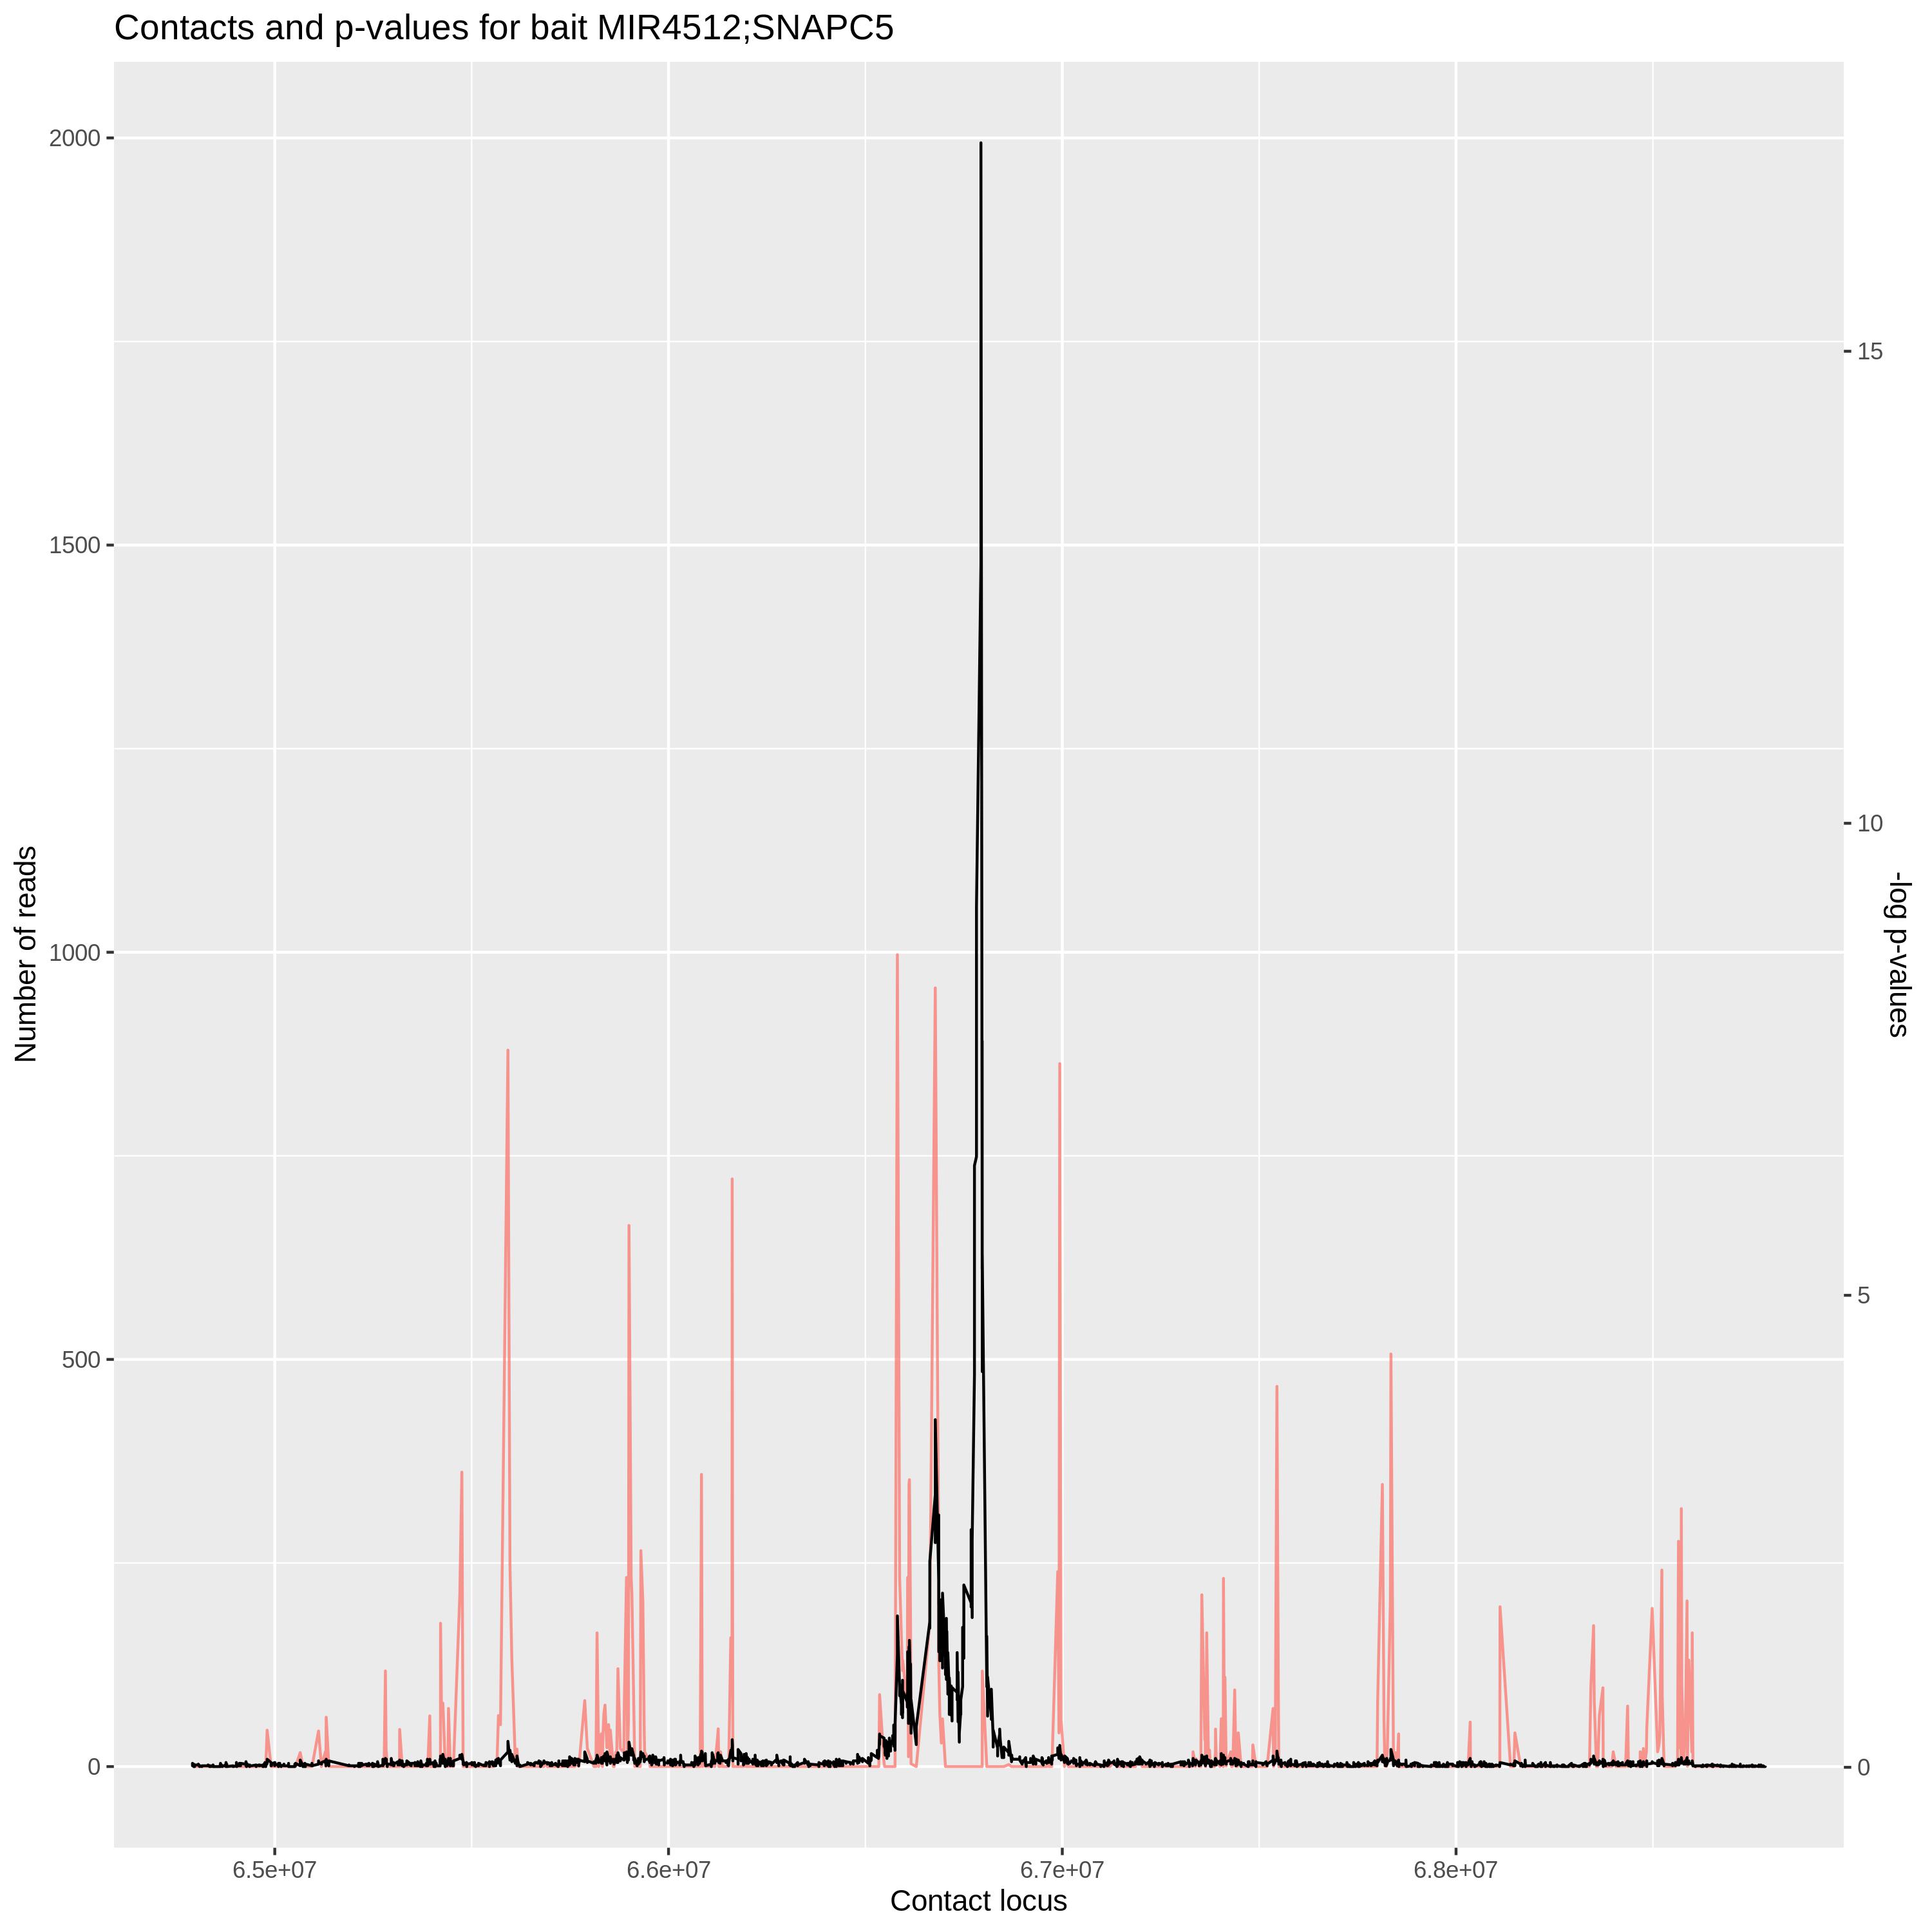 Contacts and p-values for bait MIR4512;SNAPC5
2000
1500
1000
500
0
Number of reads
15
10
5
0
-log p-values
6.5e+07 6.6e+07 6.7e+07 6.8e+07
Contact locus